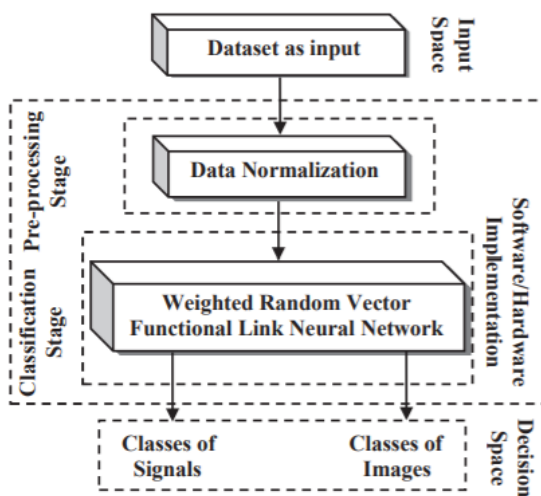 Dataset as input
Input
Space
Pre-processing
Stage
Data Normalization
Software/Hardware
Implementation
Classification
Stage
Weighted Random Vector
Functional Link Neural Network
Classes of
Signals
Classes of
Images
Decision
Space